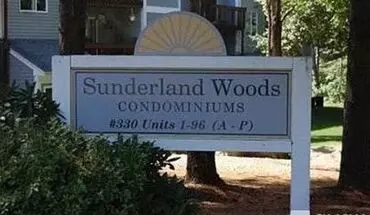 Sunderland Woods
CONDOMINIUMS
#330 Units 1-96 (A - P)